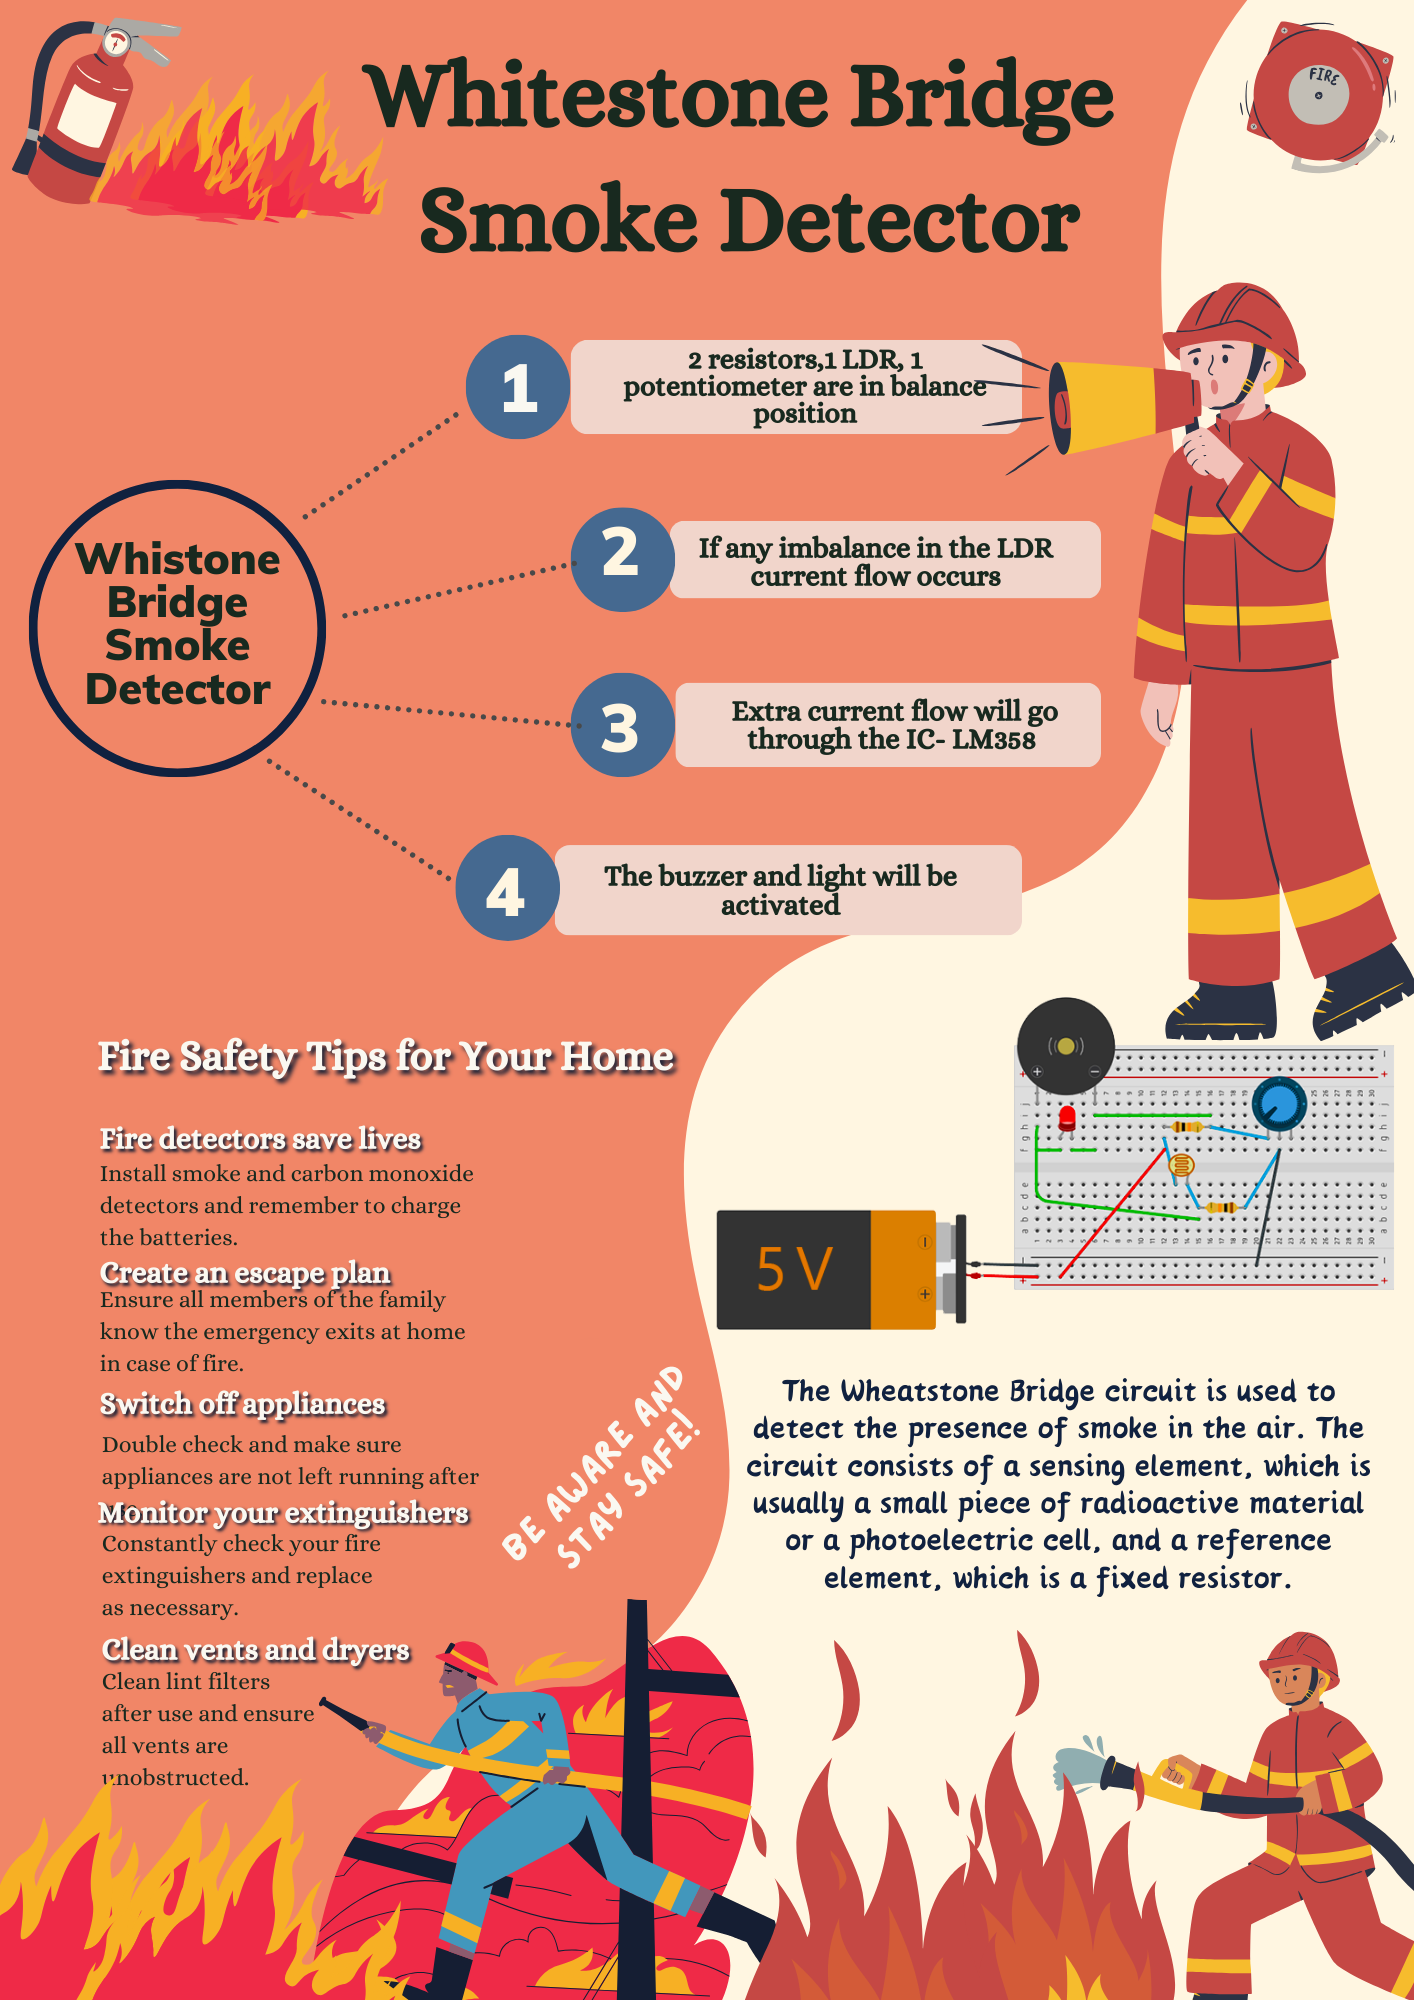 Whitestone Bridge
Smoke Detector
FIRE
1
2 resistors,1 LDR, 1
potentiometer are in balance
position
2
If any imbalance in the LDR
current flow occurs
Whistone
Bridge
Smoke
Detector
3
Extra current flow will go
through the IC- LM358
4
The buzzer and light will be
activated
Fire Safety Tips for Your Home
Fire detectors save lives
Install smoke and carbon monoxide
detectors and remember to charge
the batteries.
Create an escape plan
Ensure all members of the family
know the emergency exits at home
in case of fire.
Switch off appliances
Double check and make sure
appliances are not left running after
Monitor your extinguishers
Constantly check your fire
extinguishers and replace
as necessary.
Clean vents and dryers
Clean lint filters
after use and ensure
all vents are
unobstructed.
BE AWARE AND
STAY SAFE!
5 V
The Wheatstone Bridge circuit is used to
detect the presence of smoke in the air. The
circuit consists of a sensing element, which is
usually a small piece of radioactive material
or a photoelectric cell, and a reference
element, which is a fixed resistor.